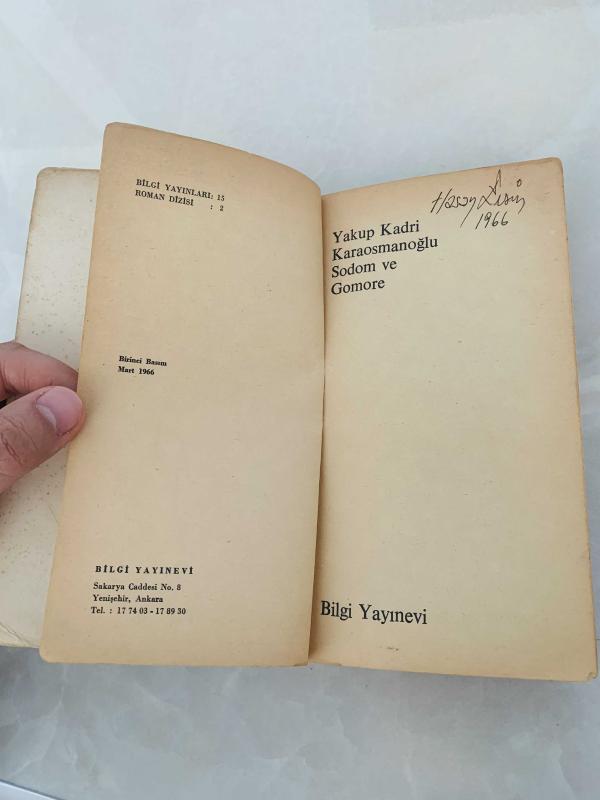 BİLGİ YAYINLARI: 15
ROMAN DİZİSİ : 2
Birinci Basım
Mart 1966
BİLGİ YAYINEVİ
Sakarya Caddesi No. 8
Yenişehir, Ankara
Tel. : 17 74 03 - 17 89 30
1966
Yakup Kadri
Karaosmanoğlu
Sodom ve
Gomore
Bilgi Yayınevi